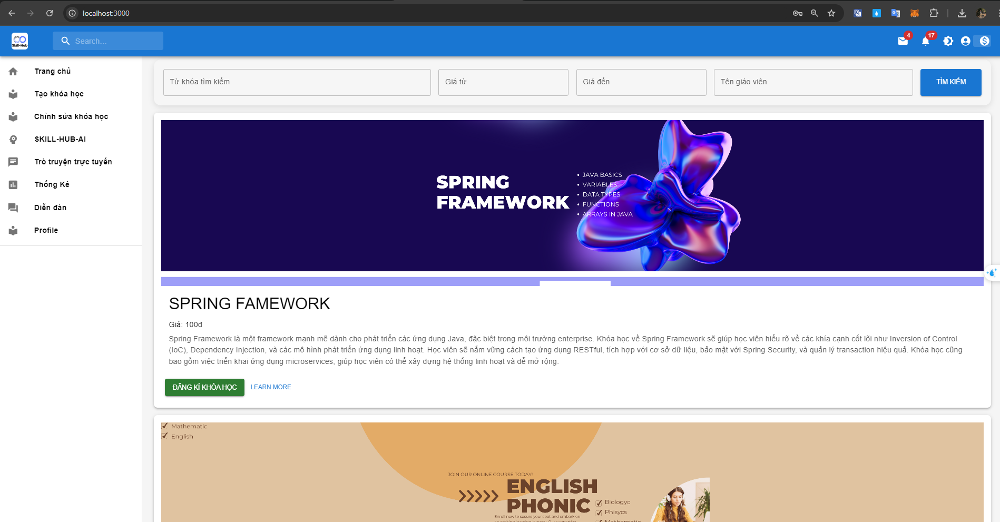 localhost:3000
Skill-Hub
Search...
4
17
Trang chủ
Tạo khóa học
Chỉnh sửa khóa học
SKILL-HUB-AI
Trò truyện trực tuyến
Thống Kê
Diễn đàn
Profile
Từ khóa tìm kiếm
Giá từ
Giá đến
Tên giáo viên
TÌM KIẾM
SPRING
FRAMEWORK
• JAVA BASICS
• VARIABLES
• DATA TYPES
• FUNCTIONS
• ARRAYS IN JAVA
SPRING FAMEWORK
Giá: 100đ
Spring Framework là một framework mạnh mẽ dành cho phát triển các ứng dụng Java, đặc biệt trong môi trường enterprise. Khóa học về Spring Framework sẽ giúp học viên hiểu rõ về các khía cạnh cốt lõi như Inversion of Control
(IoC), Dependency Injection, và các mô hình phát triển ứng dụng linh hoạt. Học viên sẽ nắm vững cách tạo ứng dụng RESTful, tích hợp với cơ sở dữ liệu, bảo mật với Spring Security, và quản lý transaction hiệu quả. Khóa học cũng
bao gồm việc triển khai ứng dụng microservices, giúp học viên có thể xây dựng hệ thống linh hoạt và dễ mở rộng.
ĐĂNG KÍ KHÓA HỌC
LEARN MORE
Mathematic
English
JOIN OUR ONLINE COURSE TODAY!
ENGLISH
PHONIC
Enroll now to secure your spot and embark on
Biologyc
Phisycs
Mathematic